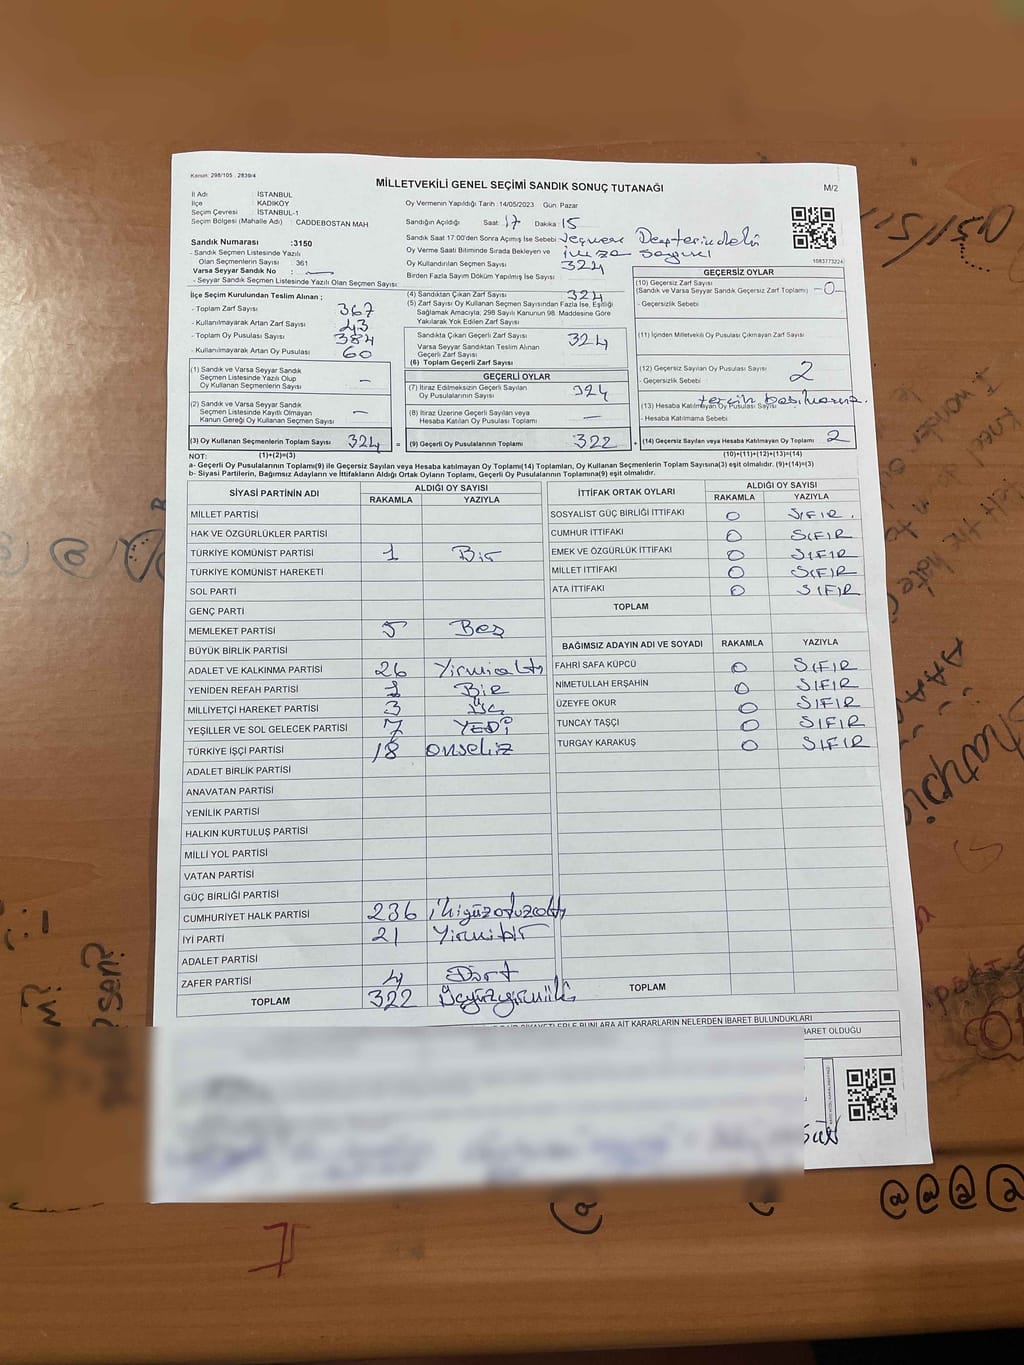 Kanun: 298/105 . 2839/4
MİLLETVEKİLİ GENEL SEÇİMİ SANDIK SONUÇ TUTANAĞI
M/2
İl Adı : İSTANBUL
İlçe : KADIKÖY
Seçim Çevresi : İSTANBUL-1
Seçim Bölgesi (Mahalle Adı) : CADDEBOSTAN MAH
Sandık Numarası :3150
- Sandık Seçmen Listesinde Yazılı
Olan Seçmenlerin Sayısı : 361
Varsa Seyyar Sandık No :
- Seyyar Sandık Seçmen Listesinde Yazılı Olan Seçmen Sayısı
Oy Vermenin Yapıldığı Tarih :14/05/2023 Gün: Pazar
Sandığın Açıldığı Saat: 17 Dakika: 15
Sandık Saat 17:00'den Sonra Açımış İse Sebebi Seçmen Defterindeki
Oy Verme Saati Bitiminde Sırada Bekleyen ve imza sayısı
Oy Kullandırılan Seçmen Sayısı 324
Birden Fazla Sayım Döküm Yapılmış İse Sayısı
1083773224
İlçe Seçim Kurulundan Teslim Alınan ;
- Toplam Zarf Sayısı 367
- Kullanılmayarak Artan Zarf Sayısı 43
- Toplam Oy Pusulası Sayısı 384
- Kullanılmayarak Artan Oy Pusulası 60
(1) Sandık ve Varsa Seyyar Sandık
Seçmen Listesinde Yazılı Olup
Oy Kullanan Seçmenlerin Sayısı –
(2) Sandık ve Varsa Seyyar Sandık
Seçmen Listesinde Kayıtlı Olmayan
Kanun Gereği Oy Kullanan Seçmen Sayısı –
(3) Oy Kullanan Seçmenlerin Toplam Sayısı 324 =
(4) Sandıktan Çıkan Zarf Sayısı 324
(5) Zarf Sayısı Oy Kullanan Seçmen Sayısından Fazla İse, Eşitliği
Sağlamak Amacıyla; 298 Sayılı Kanunun 98. Maddesine Göre
Yakılarak Yok Edilen Zarf Sayısı
Sandıkta Çıkan Geçerli Zarf Sayısı 324
Varsa Seyyar Sandıktan Teslim Alınan
Geçerli Zarf Sayısı
(6) Toplam Geçerli Zarf Sayısı
GEÇERLİ OYLAR
(7) İtiraz Edilmeksizin Geçerli Sayılan
Oy Pusulası Sayısı 324
(8) İtiraz Üzerine Geçerli Sayılan veya
Hesaba Katılan Oy Pusulası Toplamı –
(9) Geçerli Oy Pusulalarının Toplamı 322 +
GEÇERSİZ OYLAR
(10) Geçersiz Zarf Sayısı
(Sandık ve Varsa Seyyar Sandık Geçersiz Zarf Toplamı) -0-
- Geçersizlik Sebebi
(11) İçinden Milletvekili Oy Pusulası Çıkmayan Zarf Sayısı
(12) Geçersiz Sayılan Oy Pusulası Sayısı 2
- Geçersizlik Sebebi :
(13) Hesaba Katılmayan Oy Pusulası Sayısı
- Hesaba Katılmama Sebebi
(14) Geçersiz Sayılan veya Hesaba Katılmayan Oy Toplamı 2
NOT: (1)+(2)=(3) (10)+(11)+(12)+(13)=(14)
a- Geçerli Oy Pusulalarının Toplamı(9) ile Geçersiz Sayılan veya Hesaba katılmayan Oy Toplamı(14) Toplamları, Oy Kullanan Seçmenlerin Toplam Sayısına(3) eşit olmalıdır. (9)+(14)=(3)
b- Siyasi Partilerin, Bağımsız Adayların ve İttifakların Aldığı Ortak Oyların Toplamı, Geçerli Oy Pusulalarının Toplamına(9) eşit olmalıdır.
SİYASİ PARTİNİN ADI ALDIĞI OY SAYISI
RAKAMLA YAZIYLA
MİLLET PARTİSİ
HAK VE ÖZGÜRLÜKLER PARTİSİ
TÜRKİYE KOMÜNİST PARTİSİ 1 Bir
TÜRKİYE KOMÜNİST HAREKETİ
SOL PARTİ
GENÇ PARTİ
MEMLEKET PARTİSİ 5 Beş
BÜYÜK BİRLİK PARTİSİ
ADALET VE KALKINMA PARTİSİ 26 Yirmialtı
YENİDEN REFAH PARTİSİ 1 Bir
MİLLİYETÇİ HAREKET PARTİSİ 3 Üç
YEŞİLLER VE SOL GELECEK PARTİSİ 7 YEDİ
TÜRKİYE İŞÇİ PARTİSİ 18 onsekiz
ADALET BİRLİK PARTİSİ
ANAVATAN PARTİSİ
YENİLİK PARTİSİ
HALKIN KURTULUŞ PARTİSİ
MİLLİ YOL PARTİSİ
VATAN PARTİSİ
GÜÇ BİRLİĞİ PARTİSİ
CUMHURİYET HALK PARTİSİ 236 ikiyüzotuzaltı
İYİ PARTİ 21 Yirmibir
ADALET PARTİSİ
ZAFER PARTİSİ 4 Dört
TOPLAM 322 Üçyüzyirmiiki
İTTİFAK ORTAK OYLARI ALDIĞI OY SAYISI
RAKAMLA YAZIYLA
SOSYALİST GÜÇ BİRLİĞİ İTTİFAKI 0 SIFIR.
CUMHUR İTTİFAKI 0 SIFIR
EMEK VE ÖZGÜRLÜK İTTİFAKI 0 SIFIR
MİLLET İTTİFAKI 0 SIFIR
ATA İTTİFAKI 0 SIFIR
TOPLAM
BAĞIMSIZ ADAYIN ADI VE SOYADI RAKAMLA YAZIYLA
FAHRİ SAFA KÜPCÜ 0 SIFIR
NİMETULLAH ERŞAHİN 0 SIFIR
ÜZEYFE OKUR 0 SIFIR
TUNCAY TAŞÇI 0 SIFIR
TURGAY KARAKUŞ 0 SIFIR
TOPLAM
BUNLARA AİT KARARLARIN NELERDEN İBARET BULUNDUKLARI
İBARET OLDUĞU